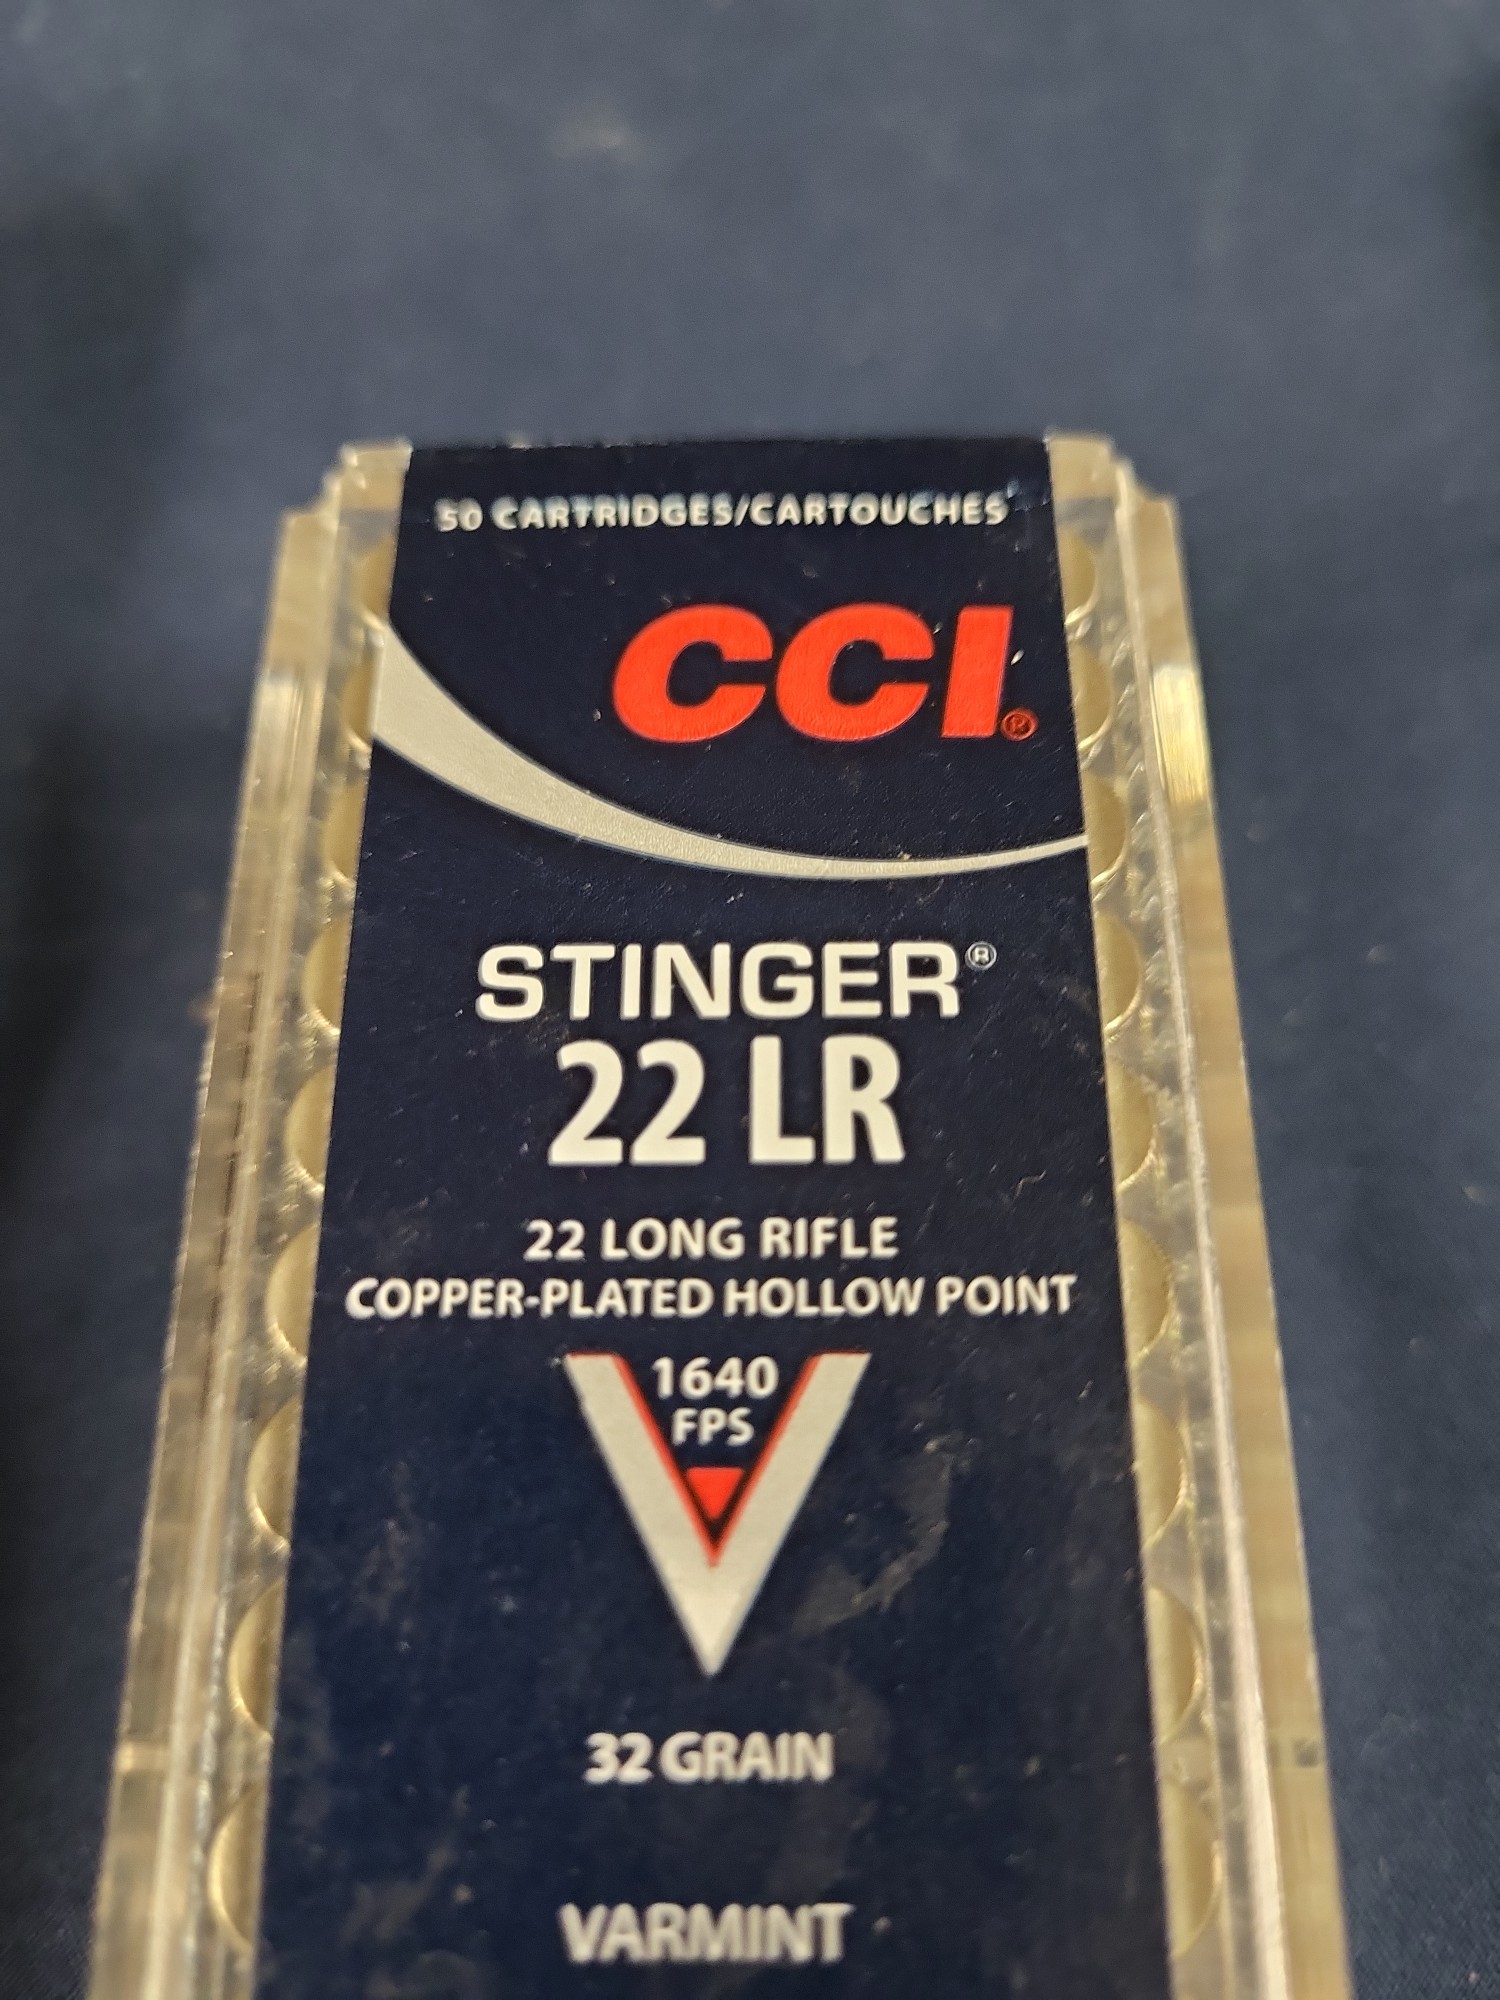 50 CARTRIDGES/CARTOUCHES
CCI®
STINGER®
22 LR
22 LONG RIFLE
COPPER-PLATED HOLLOW POINT
1640
FPS
32 GRAIN
VARMINT